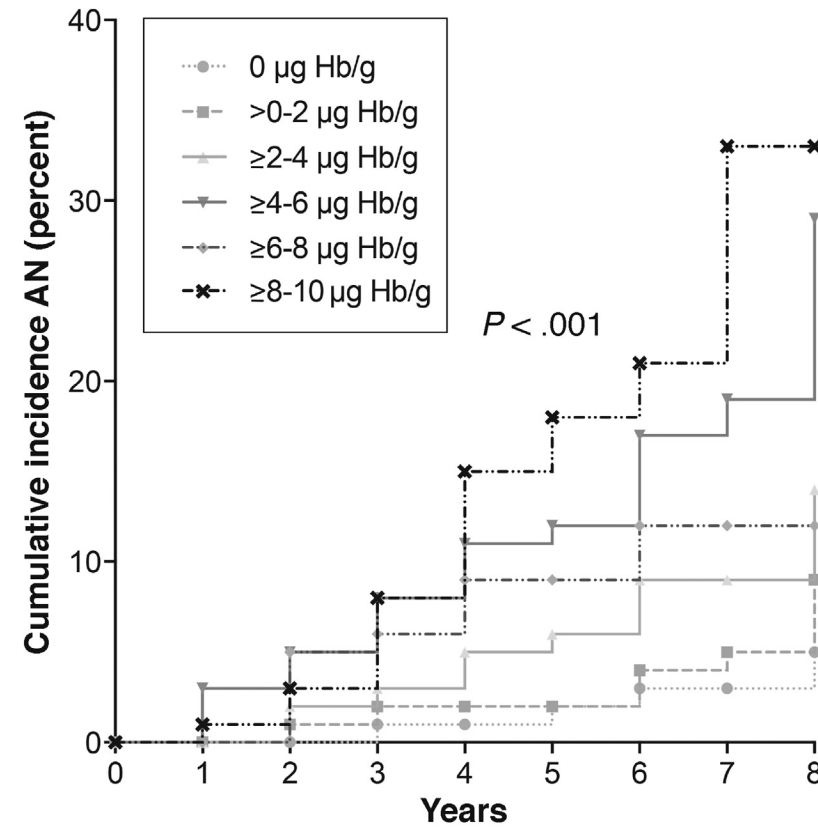 40
30
20
10
0
Cumulative incidence AN (percent)
0 µg Hb/g
>0-2 µg Hb/g
≥2-4 µg Hb/g
≥4-6 µg Hb/g
≥6-8 µg Hb/g
≥8-10 µg Hb/g
P < .001
0 1 2 3 4 5 6 7 8
Years